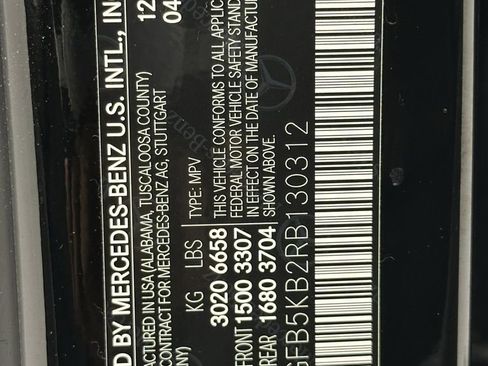 12
04
D BY MERCEDES-BENZ U.S. INTL., IN
ACTURED IN USA (ALABAMA, TUSCALOOSA COUNTY)
CONTRACT FOR MERCEDES-BENZ AG, STUTTGART
NY)
KG LBS TYPE: MPV
3020 6658 THIS VEHICLE CONFORMS TO ALL
FRONT 1500 3307 FEDERAL MOTOR VEHICLE SAFETY STAND
REAR 1680 3704 IN EFFECT ON THE DATE OF MANUFACTUR
SHOWN ABOVE.
GFB5KB2RB130312